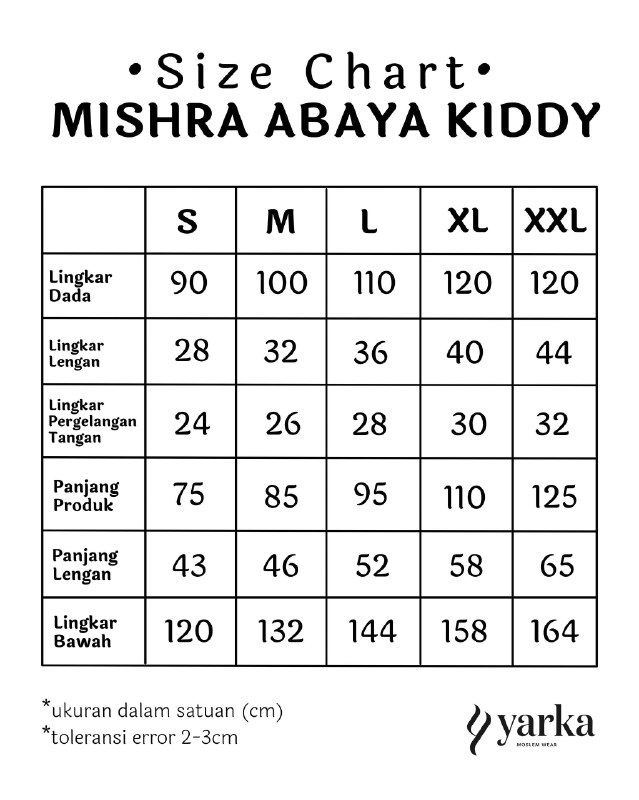 •Size Chart•
MISHRA ABAYA KIDDY
S M L XL XXL
Lingkar Dada 90 100 110 120 120
Lingkar Lengan 28 32 36 40 44
Lingkar Pergelangan Tangan 24 26 28 30 32
Panjang Produk 75 85 95 110 125
Panjang Lengan 43 46 52 58 65
Lingkar Bawah 120 132 144 158 164
*ukuran dalam satuan (cm)
*toleransi error 2-3cm
yarka
MOSLEM WEAR